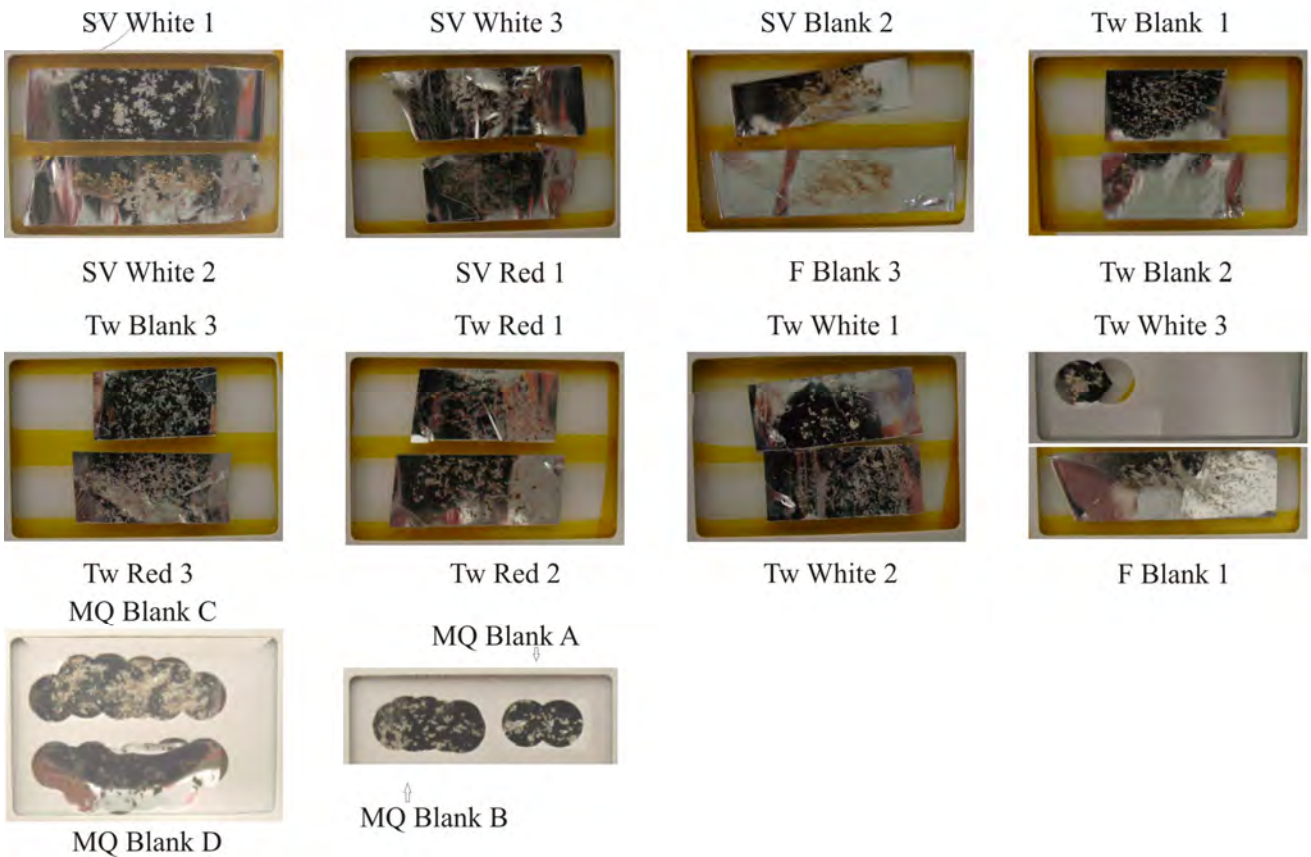 SV White 1
SV White 3
SV Blank 2
Tw Blank 1
SV White 2
SV Red 1
F Blank 3
Tw Blank 2
Tw Blank 3
Tw Red 1
Tw White 1
Tw White 3
Tw Red 3
Tw Red 2
Tw White 2
F Blank 1
MQ Blank C
MQ Blank A
MQ Blank B
MQ Blank D